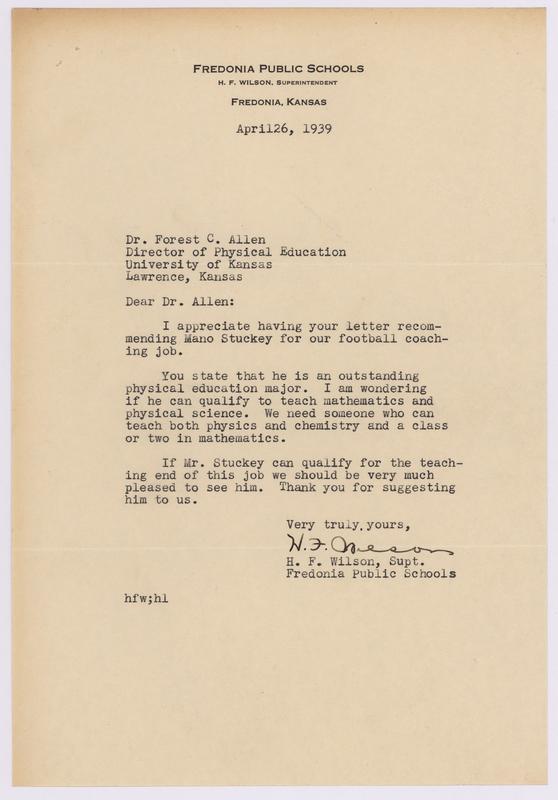 FREDONIA PUBLIC SCHOOLS
H. F. WILSON, SUPERINTENDENT
FREDONIA, KANSAS
April26, 1939
Dr. Forest C. Allen
Director of Physical Education
University of Kansas
Lawrence, Kansas
Dear Dr. Allen:
I appreciate having your letter recom-
mending Mano Stuckey for our football coach-
ing job.
You state that he is an outstanding
physical education major. I am wondering
if he can qualify to teach mathematics and
physical science. We need someone who can
teach both physics and chemistry and a class
or two in mathematics.
If Mr. Stuckey can qualify for the teach-
ing end of this job we should be very much
pleased to see him. Thank you for suggesting
him to us.
Very truly.yours,
H. F. Wilson
H. F. Wilson, Supt.
Fredonia Public Schools
hfw;hl